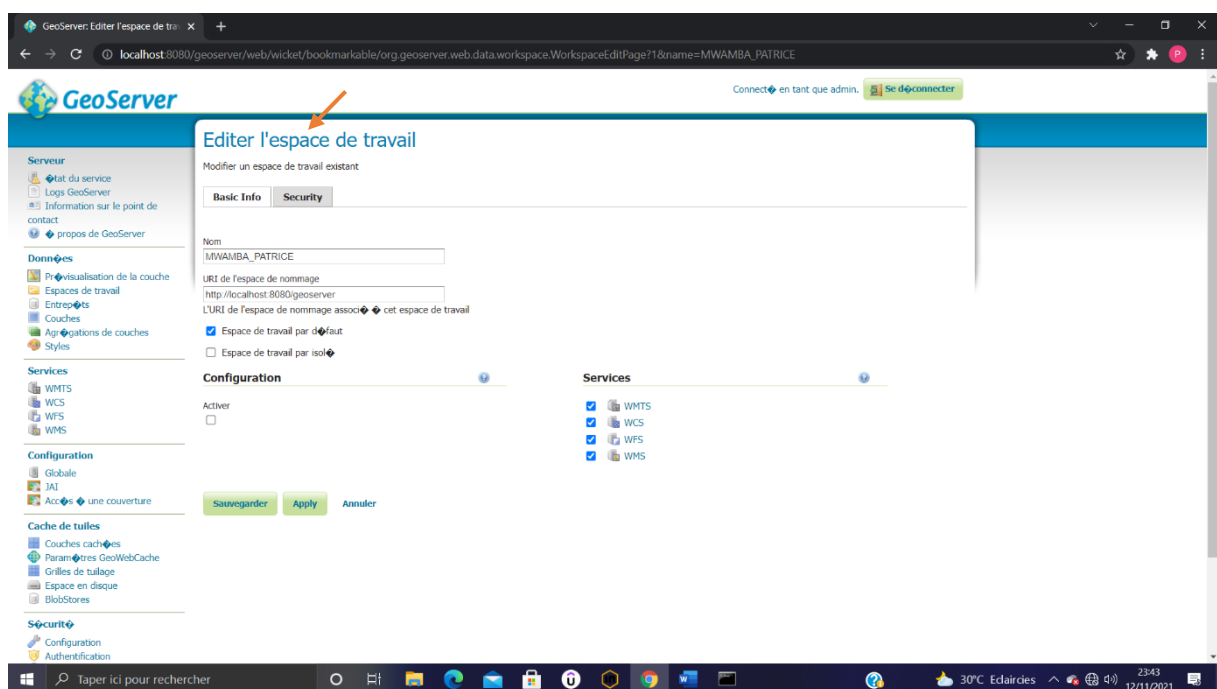 GeoServer: Editer l'espace de trav
localhost:8080/geoserver/web/wicket/bookmarkable/org.geoserver.web.data.workspace.WorkspaceEditPage?1&name=MWAMBA_PATRICE
P
GeoServer
Connect� en tant que admin.
Se d�connecter
Editer l'espace de travail
Modifier un espace de travail existant
Basic Info
Security
Serveur
�tat du service
Logs GeoServer
Information sur le point de
contact
� propos de GeoServer
Donn�es
Pr�visualisation de la couche
Espaces de travail
Entrep�ts
Couches
Agr�gations de couches
Styles
Services
WMTS
WCS
WFS
WMS
Configuration
Globale
JAI
Acc�s � une couverture
Cache de tuiles
Couches cach�es
Param�tres GeoWebCache
Grilles de tuilage
Espace en disque
BlobStores
S�curit�
Configuration
Authentification
Nom
MWAMBA_PATRICE
URI de l'espace de nommage
http://localhost:8080/geoserver
L'URI de l'espace de nommage associ� � cet espace de travail
Espace de travail par d�faut
Espace de travail par isol�
Configuration
Activer
Services
WMTS
WCS
WFS
WMS
Sauvegarder
Apply
Annuler
Taper ici pour rechercher
30°C Eclaircies
23:43
12/11/2021